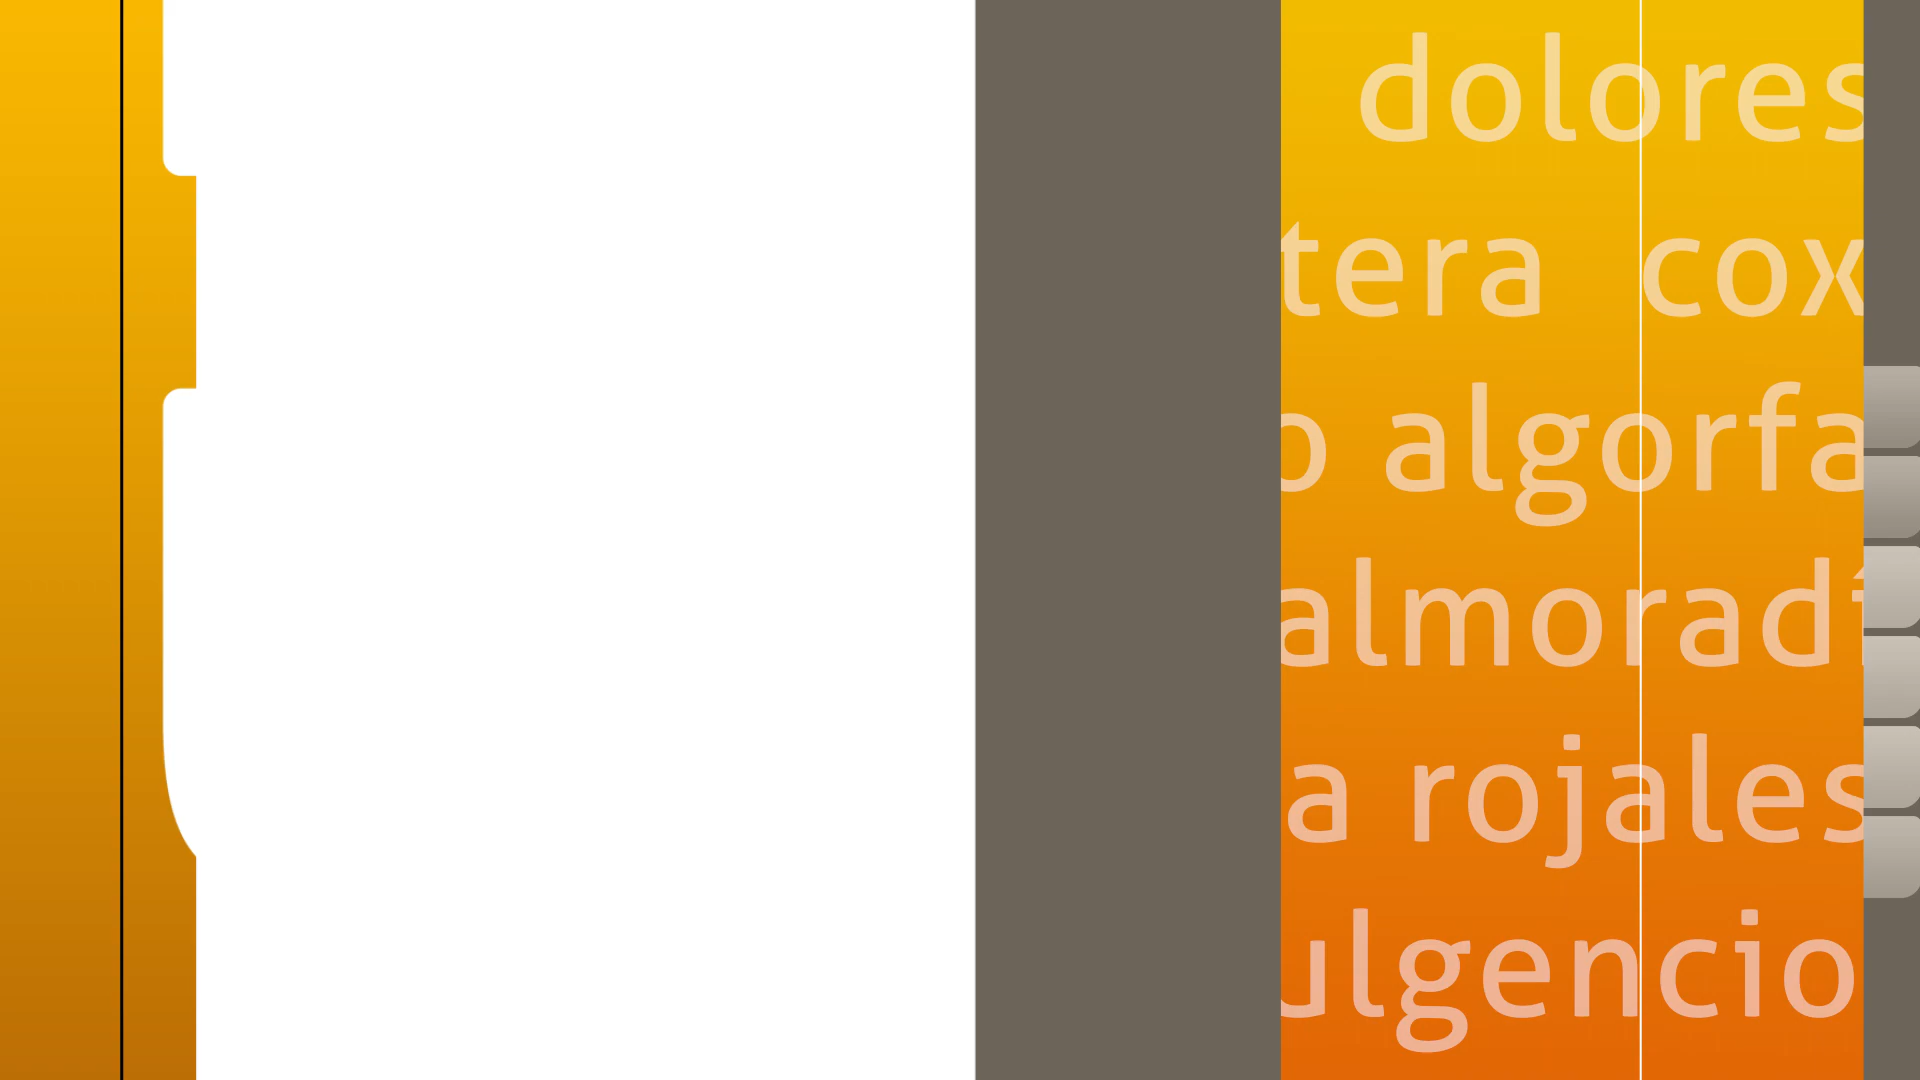 dolores
tera cox
o algorfa
almoradí
a rojales
ulgencio